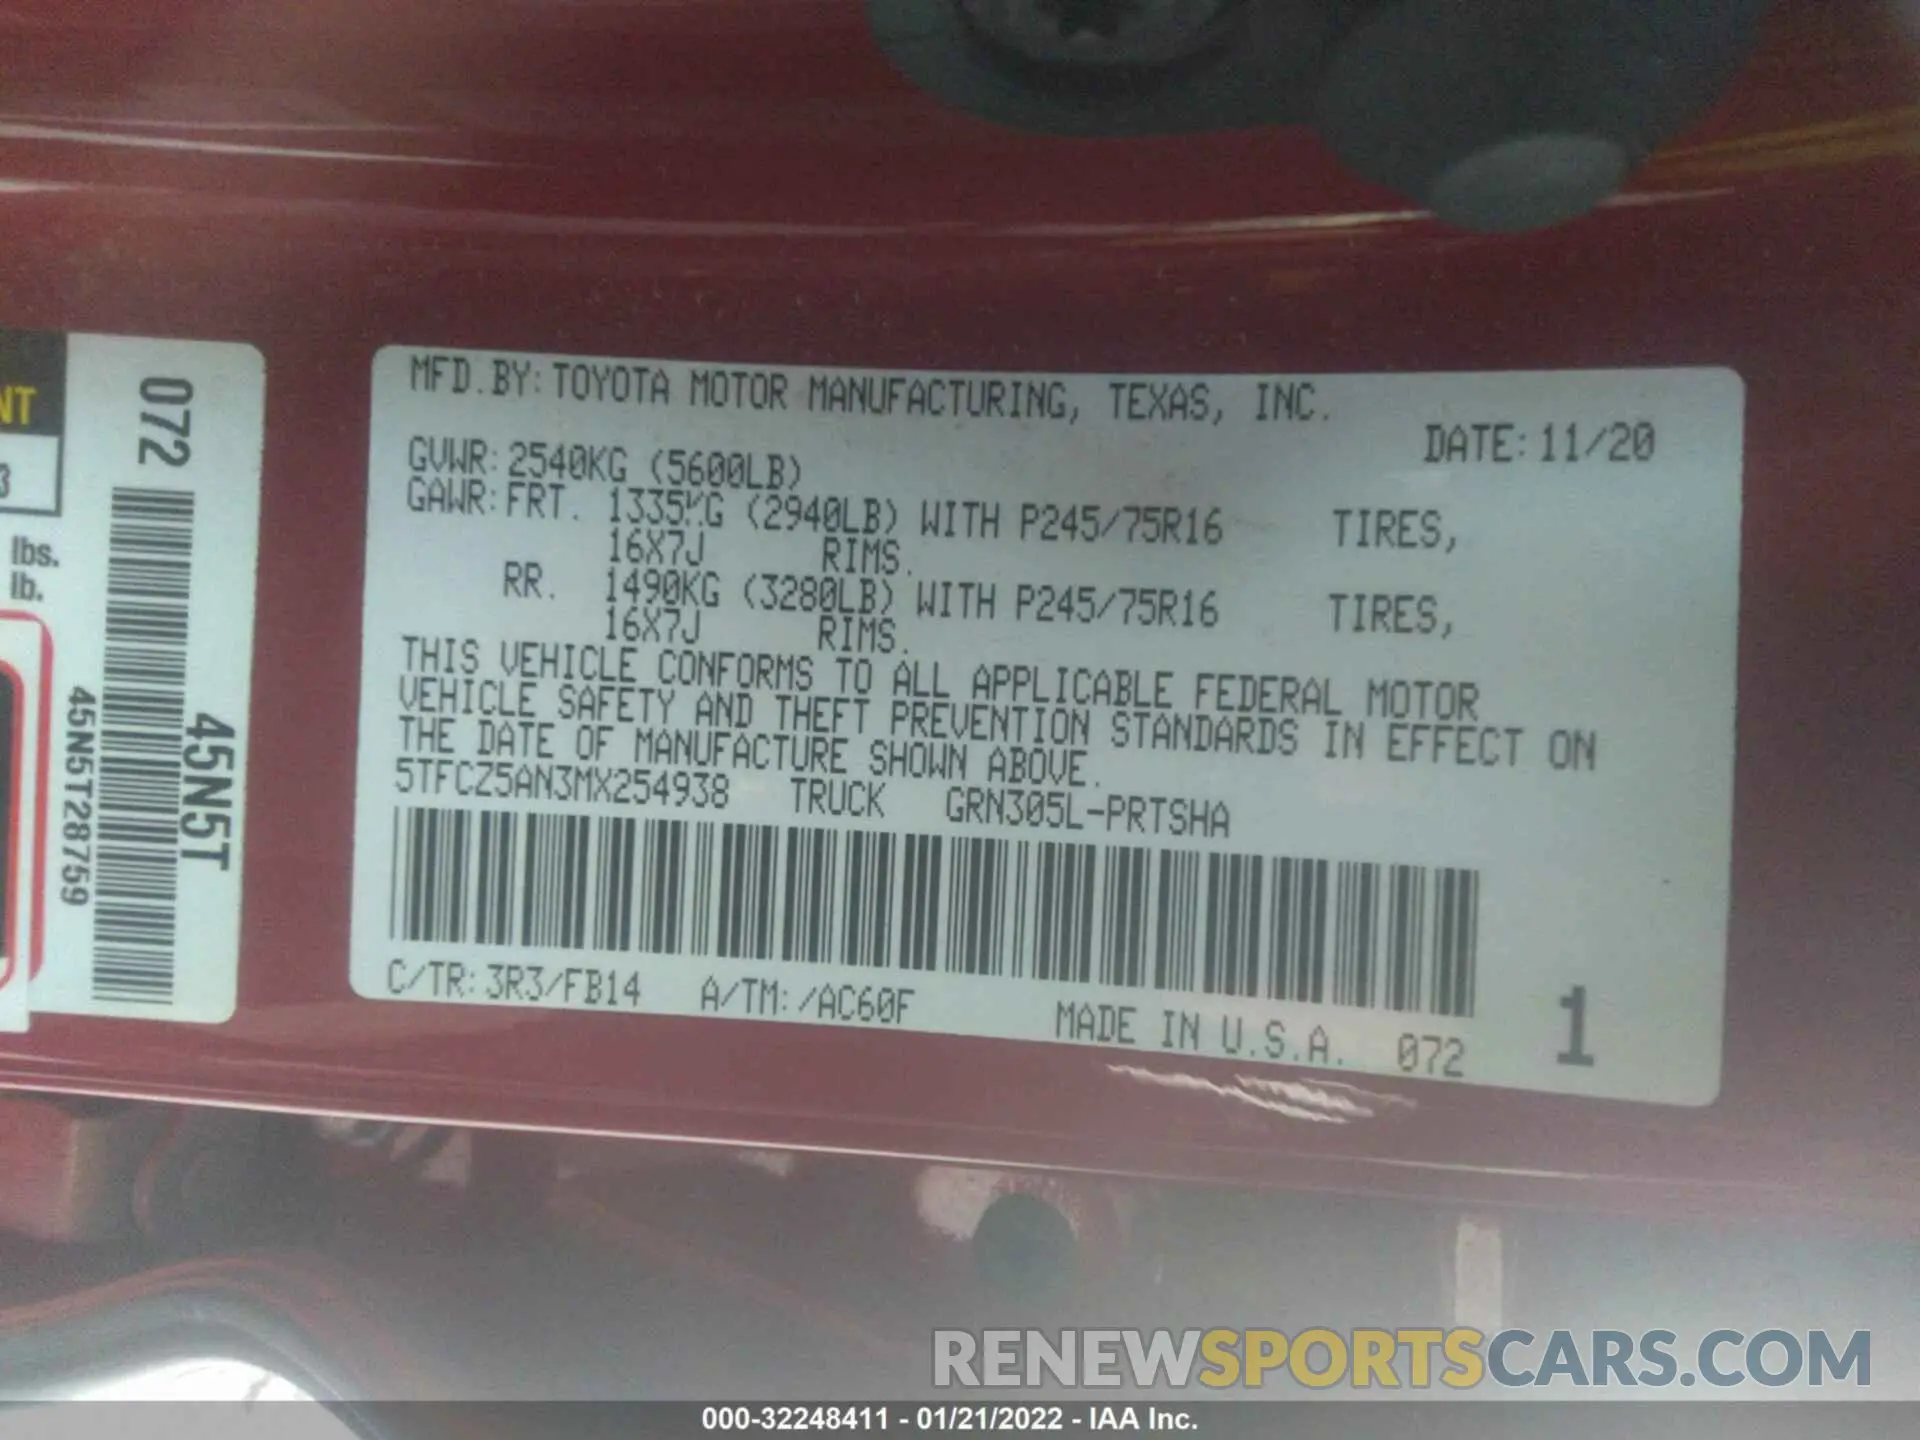 MFD.BY:TOYOTA MOTOR MANUFACTURING, TEXAS, INC.
DATE:11/20
GVWR:2540KG (5600LB)
GAWR:FRT. 1335KG (2940LB) WITH P245/75R16 TIRES,
16X7J RIMS.
RR. 1490KG (3280LB) WITH P245/75R16 TIRES,
16X7J RIMS.
THIS VEHICLE CONFORMS TO ALL APPLICABLE FEDERAL MOTOR
VEHICLE SAFETY AND THEFT PREVENTION STANDARDS IN EFFECT ON
THE DATE OF MANUFACTURE SHOWN ABOVE.
5TFCZ5AN3MX254938 TRUCK GRN305L-PRTSHA
C/TR:3R3/FB14 A/TM:/AC60F MADE IN U.S.A. 072
1
NT
3
lbs.
lb.
072
45N5T
45N5T28759
RENEWSPORTSCARS.COM
000-32248411 - 01/21/2022 - IAA Inc.